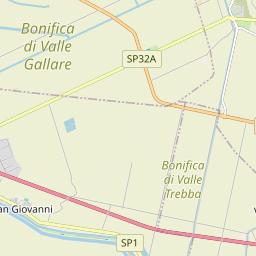 Bonifica
di Valle
Gallare
SP32A
Bonifica
di Valle
Trebba
an Giovanni
SP1